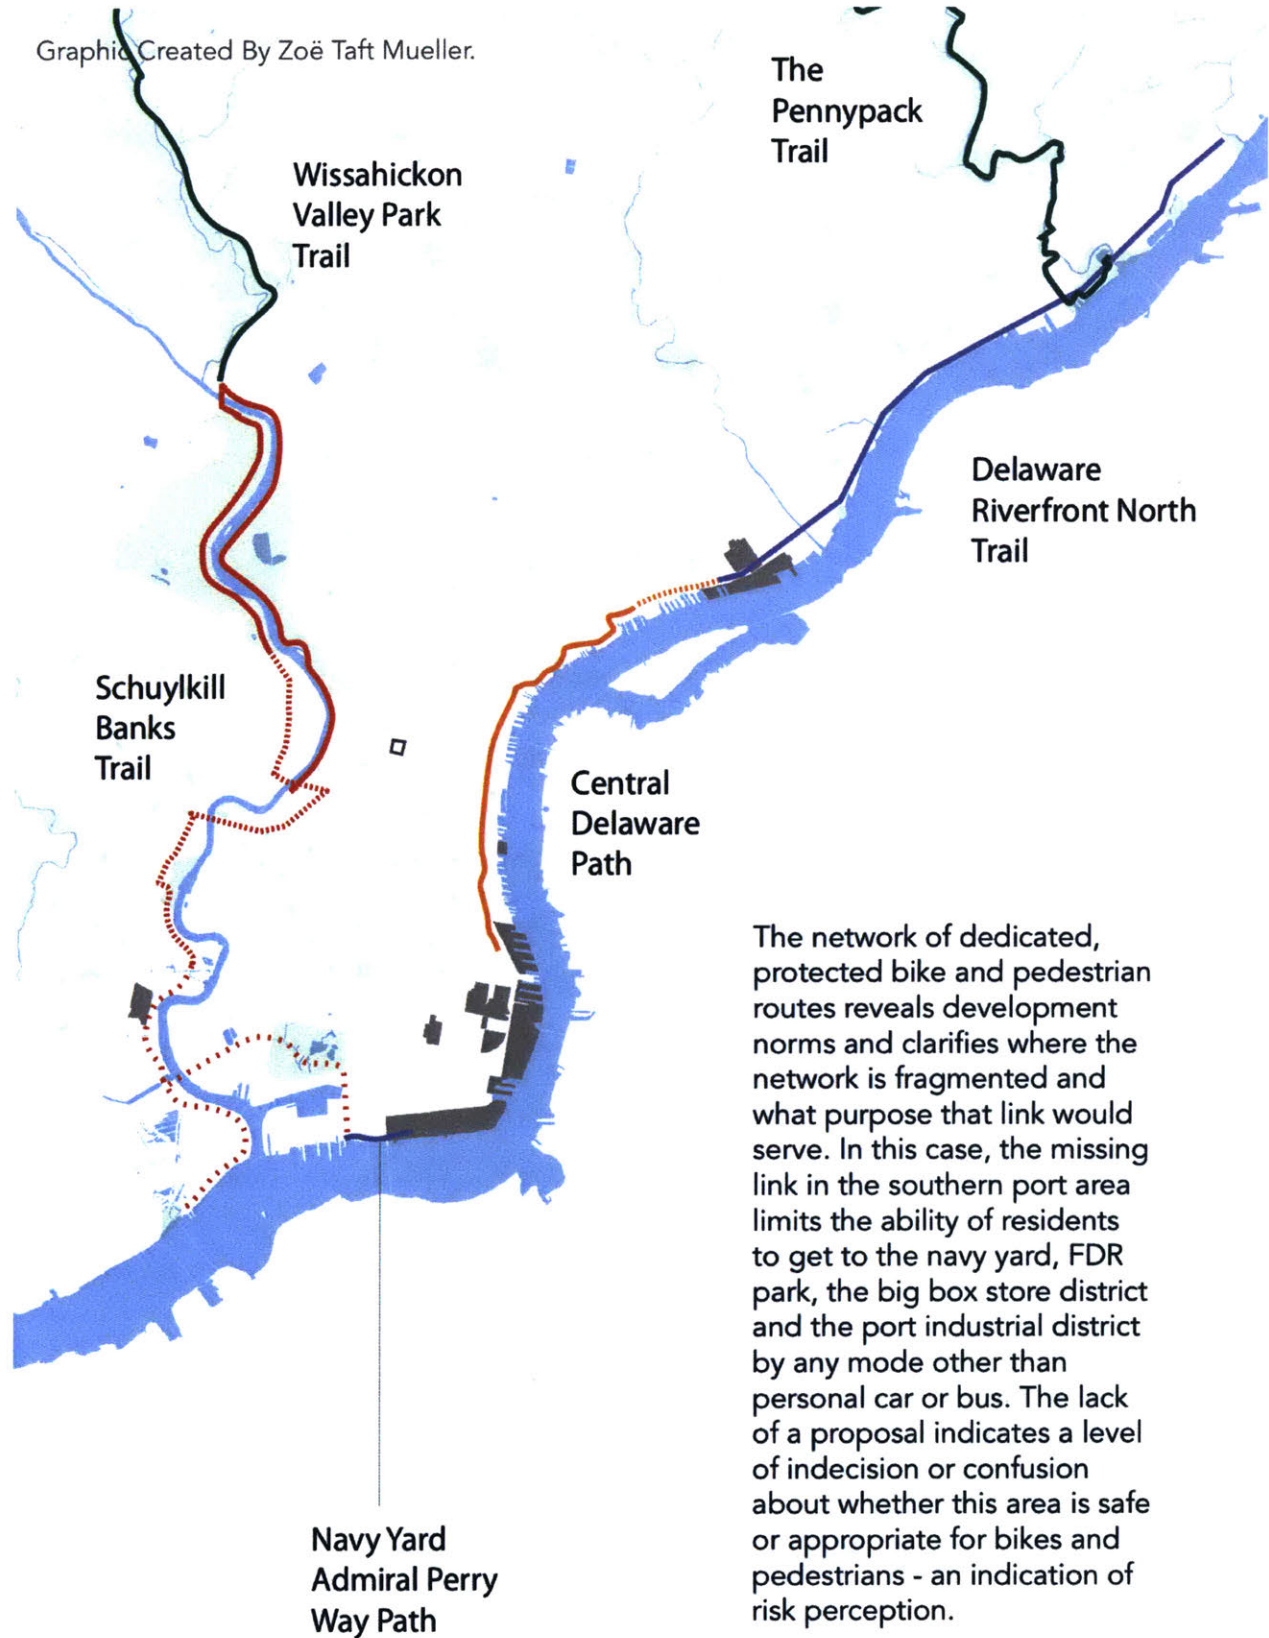 Graphic Created By Zoë Taft Mueller.
The
Pennypack
Trail
Wissahickon
Valley Park
Trail
Delaware
Riverfront North
Trail
Schuylkill
Banks
Trail
Central
Delaware
Path
The network of dedicated,
protected bike and pedestrian
routes reveals development
norms and clarifies where the
network is fragmented and
what purpose that link would
serve. In this case, the missing
link in the southern port area
limits the ability of residents
to get to the navy yard, FDR
park, the big box store district
and the port industrial district
by any mode other than
personal car or bus. The lack
of a proposal indicates a level
of indecision or confusion
about whether this area is safe
or appropriate for bikes and
pedestrians - an indication of
risk perception.
Navy Yard
Admiral Perry
Way Path